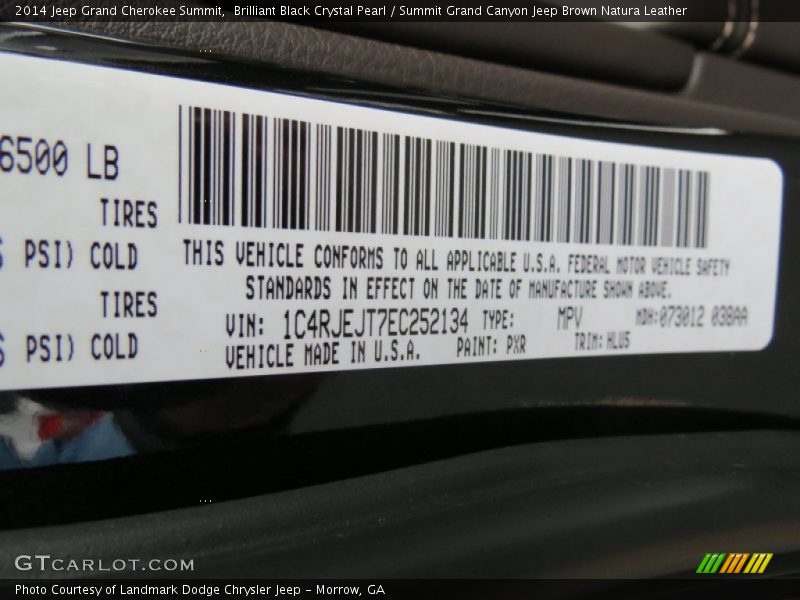 2014 Jeep Grand Cherokee Summit,  Brilliant Black Crystal Pearl / Summit Grand Canyon Jeep Brown Natura Leather
6500 LB
TIRES
PSI) COLD
TIRES
PSI) COLD
THIS VEHICLE CONFORMS TO ALL APPLICABLE U.S.A. FEDERAL MOTOR VEHICLE SAFETY
STANDARDS IN EFFECT ON THE DATE OF MANUFACTURE SHOWN ABOVE.
VIN: 1C4RJEJT7EC252134 TYPE: MPV MDH:073012 038AA
VEHICLE MADE IN U.S.A. PAINT: PXR TRIM: HLU5
GTCARLOT.COM
Photo Courtesy of Landmark Dodge Chrysler Jeep – Morrow, GA